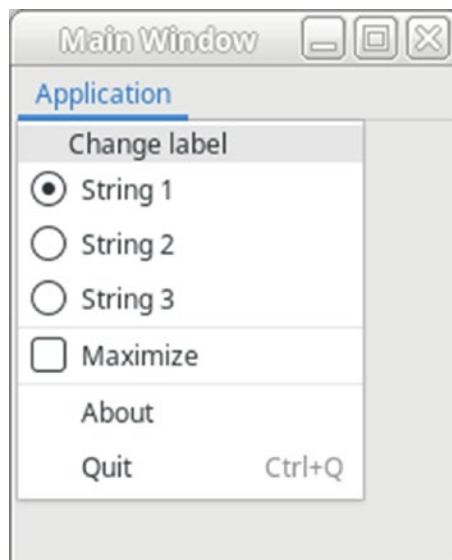 Main Window
Application
Change label
String 1
String 2
String 3
Maximize
About
Quit Ctrl+Q